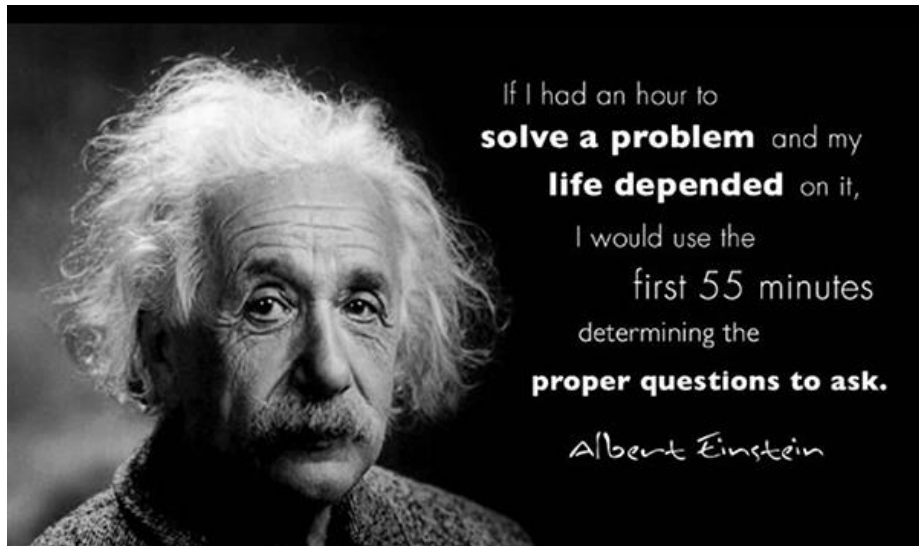 If I had an hour to
solve a problem and my
life depended on it,
I would use the
first 55 minutes
determining the
proper questions to ask.
Albert Einstein